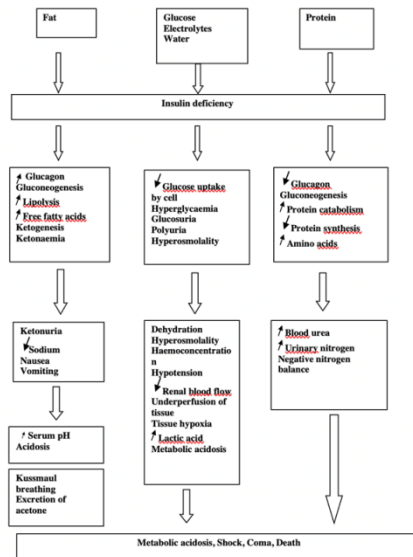 Fat
Glucose
Electrolytes
Water
Protein
Insulin deficiency
Glucagon
Gluconeogenesis
Lipolysis
Free fatty acids
Ketogenesis
Ketonaemia
Glucose uptake
by cell
Hyperglycaemia
Glucosuria
Polyuria
Hyperosmolality
Glucagon
Gluconeogenesis
Protein catabolism
Protein synthesis
Amino acids
Ketonuria
Sodium
Nausea
Vomiting
Dehydration
Hyperosmolality
Haemoconcentratio
n
Hypotension
Renal blood flow
Underperfusion of
tissue
Tissue hypoxia
Lactic acid
Metabolic acidosis
Blood urea
Urinary nitrogen
Negative nitrogen
balance
Serum pH
Acidosis
Kussmaul
breathing
Excretion of
acetone
Metabolic acidosis, Shock, Coma, Death